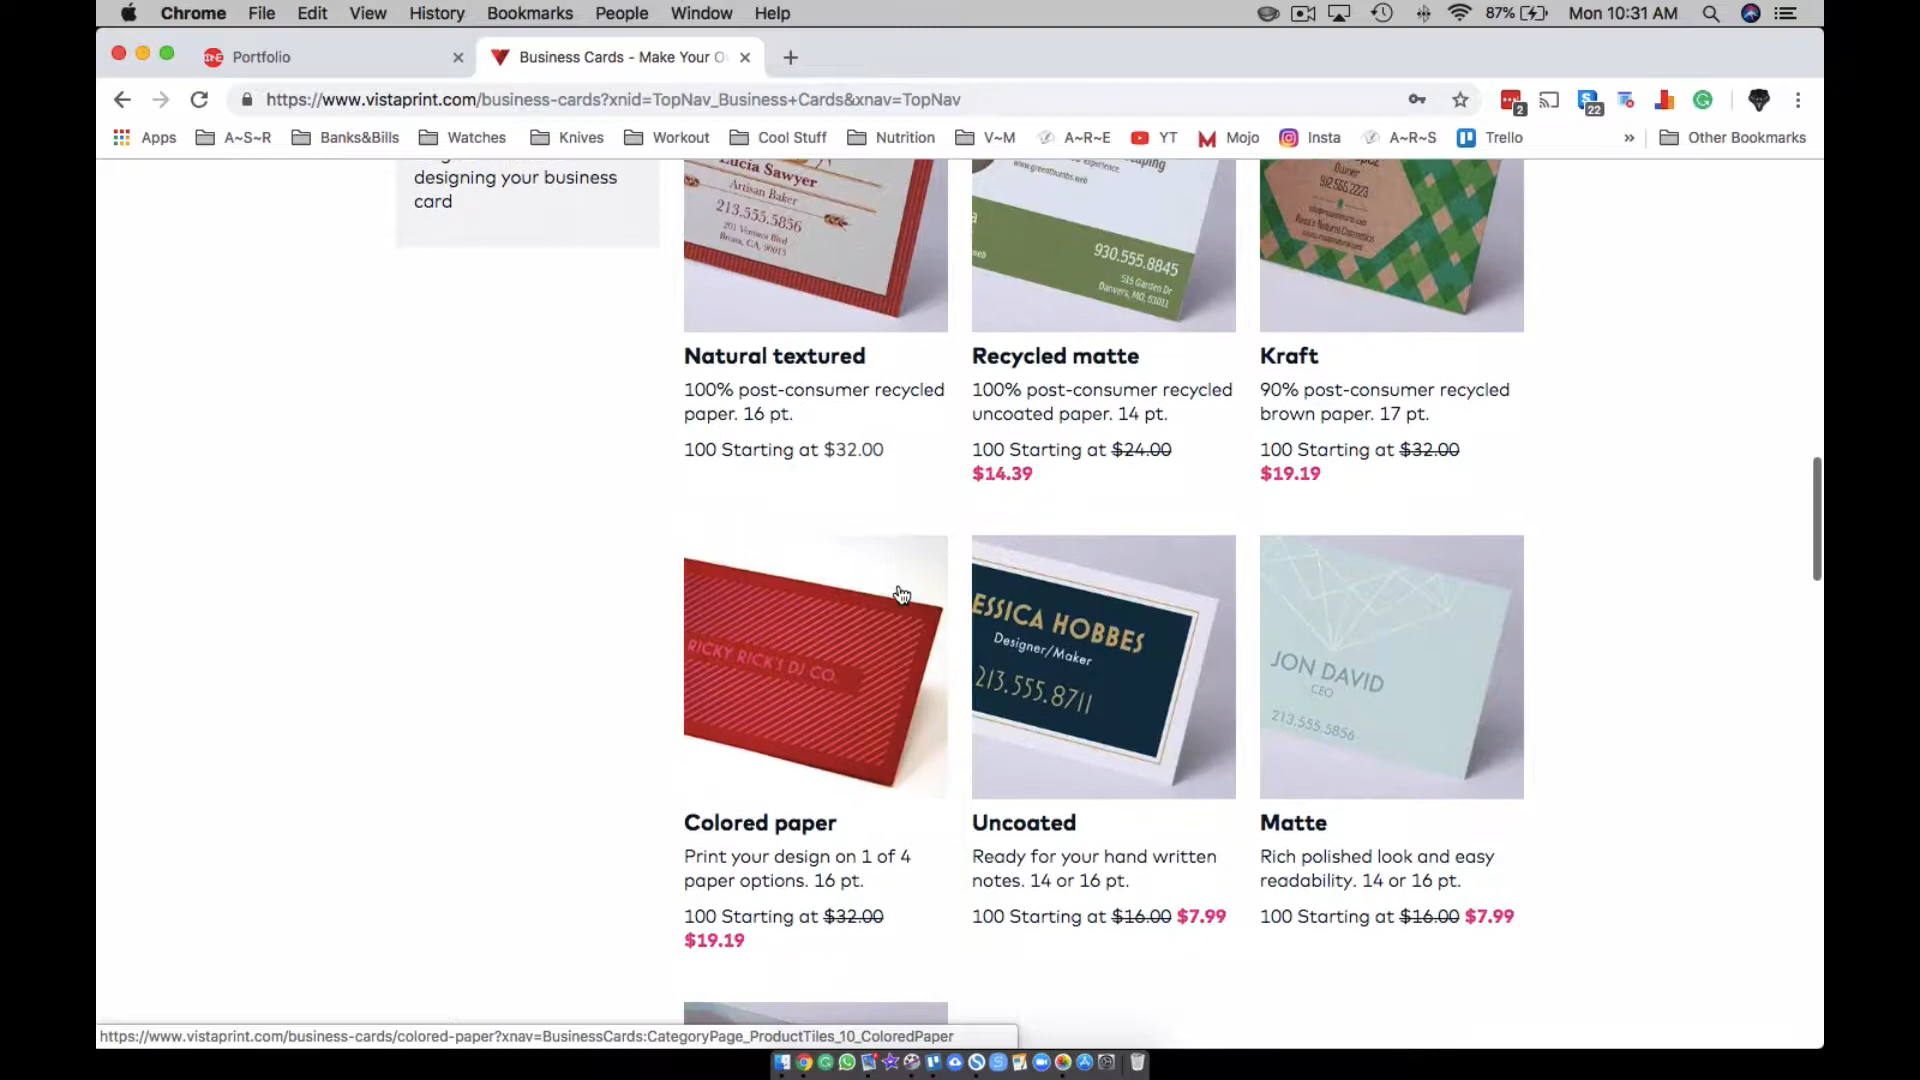 Chrome File Edit View History Bookmarks People Window Help 87% Mon 10:31 AM
Portfolio Business Cards - Make Your O
https://www.vistaprint.com/business-cards?xnid=TopNav_Business+Cards&xnav=TopNav 2 22
Apps A~S~R Banks&Bills Watches Knives Workout Cool Stuff Nutrition V~M A~R~E YT Mojo Insta A~R~S Trello » Other Bookmarks
designing your business
card
Lucia Sawyer
Artisan Baker
213.555.5856
201 Vermont Blvd
Bronx, CA, 90015
www.greenthumbs.web
930.555.8845
515 Garden Dr
Danvers, MO, 63011
Owner
912.555.2223
Natural textured
100% post-consumer recycled
paper. 16 pt.
100 Starting at $32.00
Recycled matte
100% post-consumer recycled
uncoated paper. 14 pt.
100 Starting at $24.00
$14.39
Kraft
90% post-consumer recycled
brown paper. 17 pt.
100 Starting at $32.00
$19.19
RICKY RICK'S DJ CO.
ESSICA HOBBES
Designer/Maker
213.555.8711
JON DAVID
CEO
213.555.5856
Colored paper
Print your design on 1 of 4
paper options. 16 pt.
100 Starting at $32.00
$19.19
Uncoated
Ready for your hand written
notes. 14 or 16 pt.
100 Starting at $16.00 $7.99
Matte
Rich polished look and easy
readability. 14 or 16 pt.
100 Starting at $16.00 $7.99
https://www.vistaprint.com/business-cards/colored-paper?xnav=BusinessCards:CategoryPage_ProductTiles_10_ColoredPaper